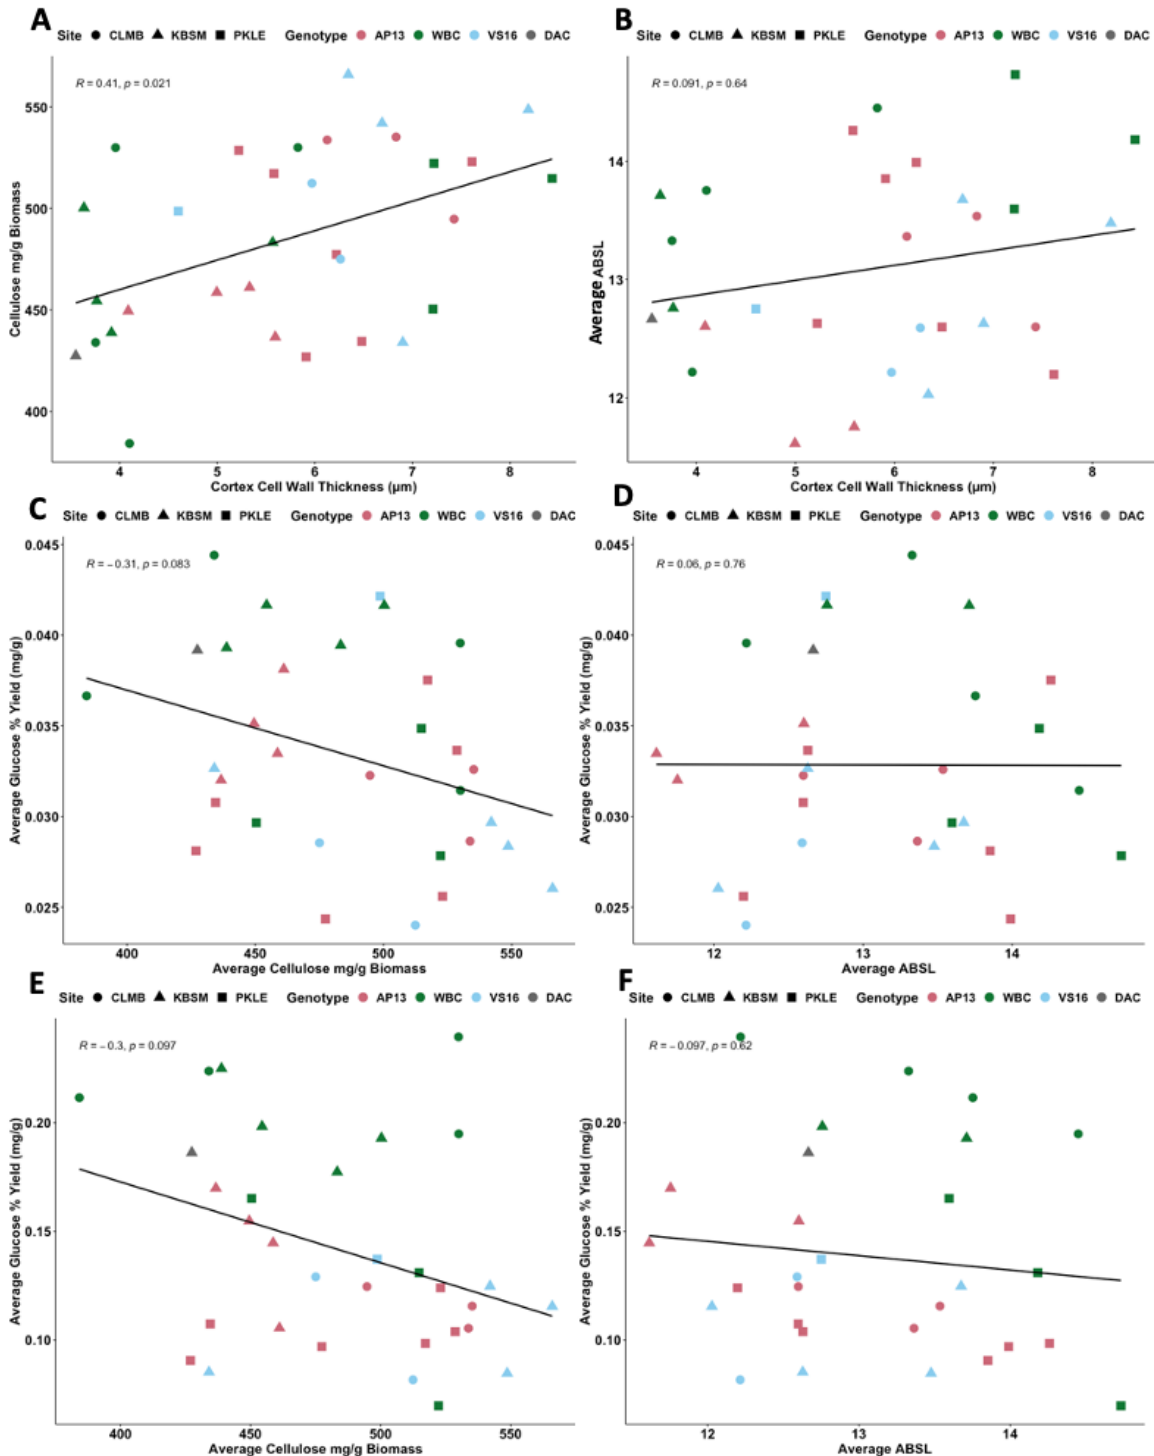 A
B
Site CLMB KBSM PKLE Genotype AP13 WBC VS16 DAC
Site CLMB KBSM PKLE Genotype AP13 WBC VS16 DAC
R = 0.41, p = 0.021
R = 0.091, p = 0.64
Cellulose mg/g Biomass
550
500
450
400
4 5 6 7 8
Cortex Cell Wall Thickness (µm)
Average ABSL
14
13
12
4 5 6 7 8
Cortex Cell Wall Thickness (µm)
C
D
Site CLMB KBSM PKLE Genotype AP13 WBC VS16 DAC
Site CLMB KBSM PKLE Genotype AP13 WBC VS16 DAC
R = −0.31, p = 0.083
R = 0.06, p = 0.76
Average Glucose % Yield (mg/g)
0.045
0.040
0.035
0.030
0.025
400 450 500 550
Average Cellulose mg/g Biomass
Average Glucose % Yield (mg/g)
0.045
0.040
0.035
0.030
0.025
12 13 14
Average ABSL
E
F
Site CLMB KBSM PKLE Genotype AP13 WBC VS16 DAC
Site CLMB KBSM PKLE Genotype AP13 WBC VS16 DAC
R = −0.3, p = 0.097
R = −0.097, p = 0.62
Average Glucose % Yield (mg/g)
0.20
0.15
0.10
400 450 500 550
Average Cellulose mg/g Biomass
Average Glucose % Yield (mg/g)
0.20
0.15
0.10
12 13 14
Average ABSL